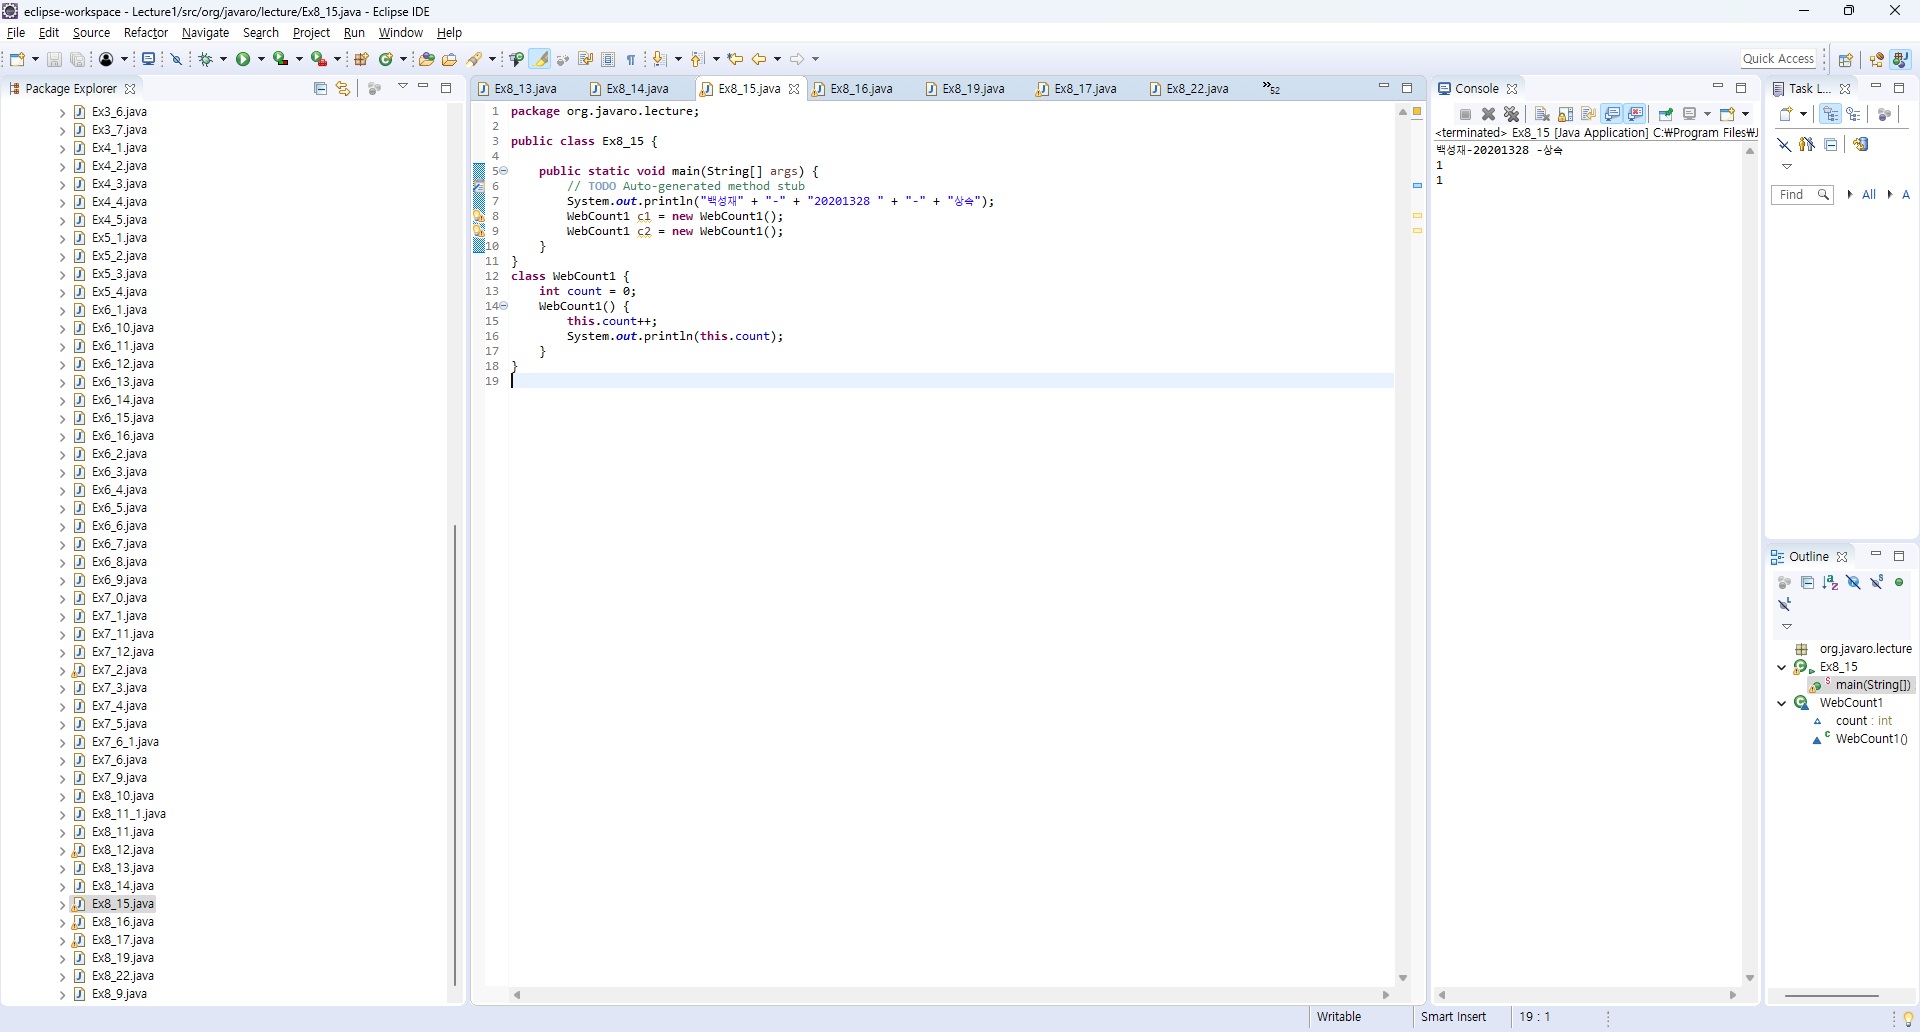 eclipse-workspace - Lecture1/src/org/javaro/lecture/Ex8_15.java - Eclipse IDE
File Edit Source Refactor Navigate Search Project Run Window Help
Quick Access
Package Explorer
Ex3_6.java
Ex3_7.java
Ex4_1.java
Ex4_2.java
Ex4_3.java
Ex4_4.java
Ex4_5.java
Ex5_1.java
Ex5_2.java
Ex5_3.java
Ex5_4.java
Ex6_1.java
Ex6_10.java
Ex6_11.java
Ex6_12.java
Ex6_13.java
Ex6_14.java
Ex6_15.java
Ex6_16.java
Ex6_2.java
Ex6_3.java
Ex6_4.java
Ex6_5.java
Ex6_6.java
Ex6_7.java
Ex6_8.java
Ex6_9.java
Ex7_0.java
Ex7_1.java
Ex7_11.java
Ex7_12.java
Ex7_2.java
Ex7_3.java
Ex7_4.java
Ex7_5.java
Ex7_6_1.java
Ex7_6.java
Ex7_9.java
Ex8_10.java
Ex8_11_1.java
Ex8_11.java
Ex8_12.java
Ex8_13.java
Ex8_14.java
Ex8_15.java
Ex8_16.java
Ex8_17.java
Ex8_19.java
Ex8_22.java
Ex8_9.java
Ex8_13.java Ex8_14.java Ex8_15.java Ex8_16.java Ex8_19.java Ex8_17.java Ex8_22.java »52
1 package org.javaro.lecture;
2
3 public class Ex8_15 {
4
5 public static void main(String[] args) {
6 // TODO Auto-generated method stub
7 System.out.println("백성재" + "-" + "20201328 " + "-" + "상속");
8 WebCount1 c1 = new WebCount1();
9 WebCount1 c2 = new WebCount1();
10 }
11 }
12 class WebCount1 {
13 int count = 0;
14 WebCount1() {
15 this.count++;
16 System.out.println(this.count);
17 }
18 }
19
Console
<terminated> Ex8_15 [Java Application] C:₩Program Files₩J
백성재-20201328 -상속
1
1
Task L...
Find All A
Outline
org.javaro.lecture
Ex8_15
main(String[])
WebCount1
count : int
WebCount1()
Writable Smart Insert 19 : 1